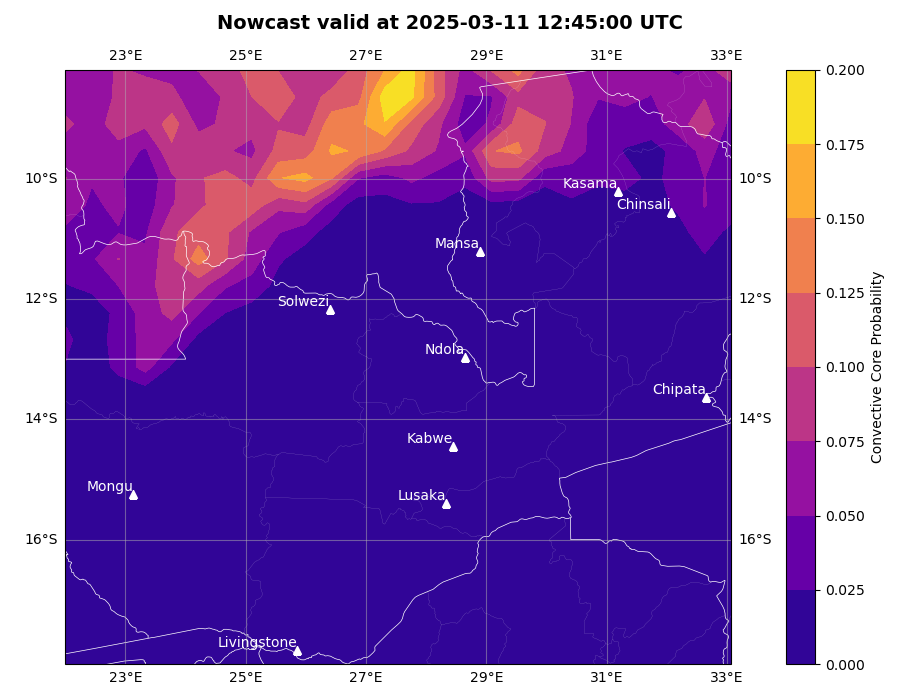 Nowcast valid at 2025-03-11 12:45:00 UTC
23°E 25°E 27°E 29°E 31°E 33°E
0.200
0.175
10°S Kasama 10°S
Chinsali
0.150
Mansa
0.125
12°S Solwezi 12°S
Ndola
0.100
Chipata
14°S 14°S
Kabwe
0.075
Mongu
Lusaka
0.050
16°S 16°S
0.025
Livingstone
0.000
23°E 25°E 27°E 29°E 31°E 33°E
Convective Core Probability